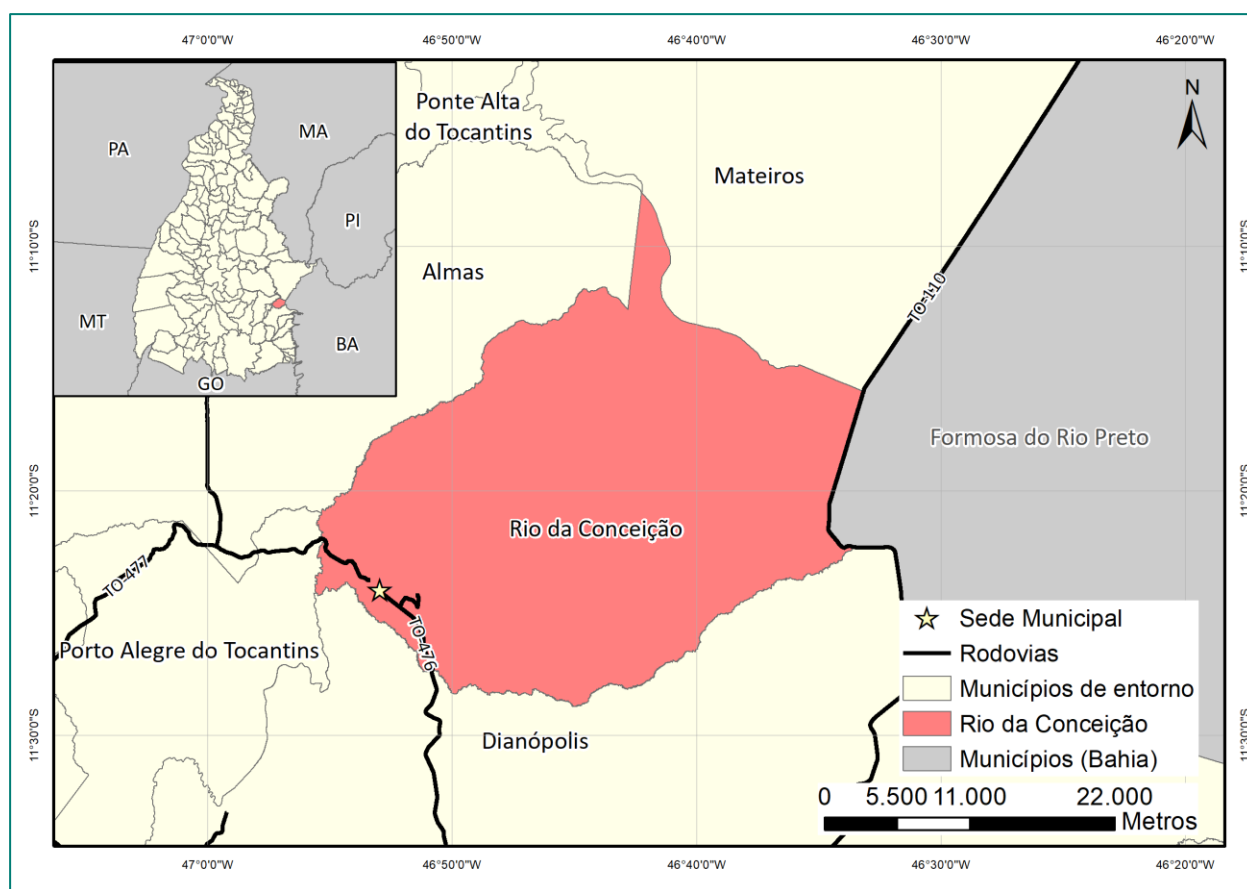 47°0'0"W
46°50'0"W
46°40'0"W
46°30'0"W
46°20'0"W
N
PA
MA
PI
MT
BA
GO
Ponte Alta
do Tocantins
Mateiros
Almas
TO-110
Formosa do Rio Preto
Rio da Conceição
TO-477
TO-476
Porto Alegre do Tocantins
Dianópolis
11°10'0"S
11°20'0"S
11°30'0"S
11°10'0"S
11°20'0"S
11°30'0"S
Sede Municipal
Rodovias
Municípios de entorno
Rio da Conceição
Municípios (Bahia)
0 5.500 11.000 22.000
Metros
47°0'0"W
46°50'0"W
46°40'0"W
46°30'0"W
46°20'0"W